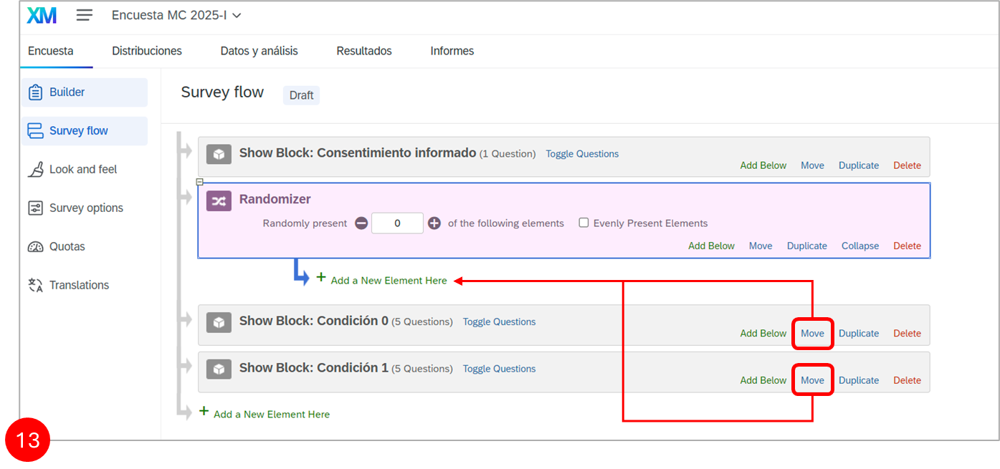 XM Encuesta MC 2025-I
Encuesta Distribuciones Datos y análisis Resultados Informes
Builder
Survey flow
Look and feel
Survey options
Quotas
Translations
Survey flow Draft
Show Block: Consentimiento informado (1 Question) Toggle Questions
Add Below Move Duplicate Delete
Randomizer
Randomly present 0 of the following elements Evenly Present Elements
Add Below Move Duplicate Collapse Delete
+ Add a New Element Here
Show Block: Condición 0 (5 Questions) Toggle Questions
Add Below Move Duplicate Delete
Show Block: Condición 1 (5 Questions) Toggle Questions
Add Below Move Duplicate Delete
+ Add a New Element Here
13